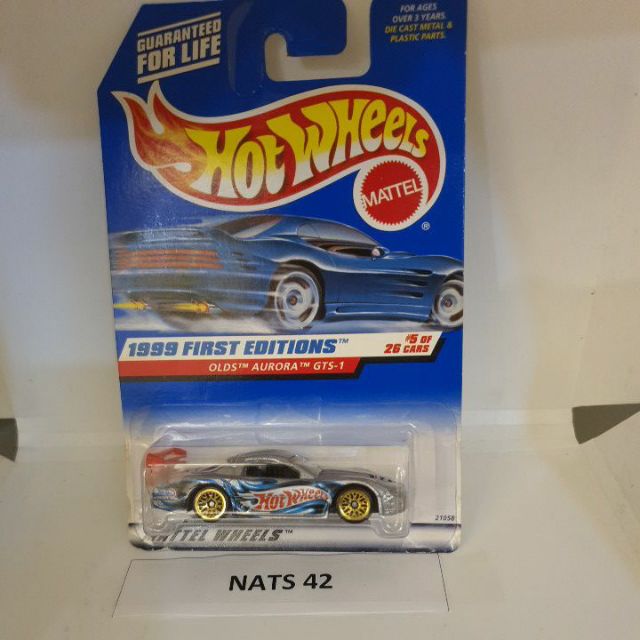 GUARANTEED
FOR LIFE
FOR AGES
OVER 3 YEARS.
DIE CAST METAL &
PLASTIC PARTS.
HOT WHEELS
MATTEL
®
1999 FIRST EDITIONS™
#5 OF
26 CARS
OLDS™ AURORA™ GTS-1
HOT WHEELS
21058
MATTEL WHEELS™
NATS 42